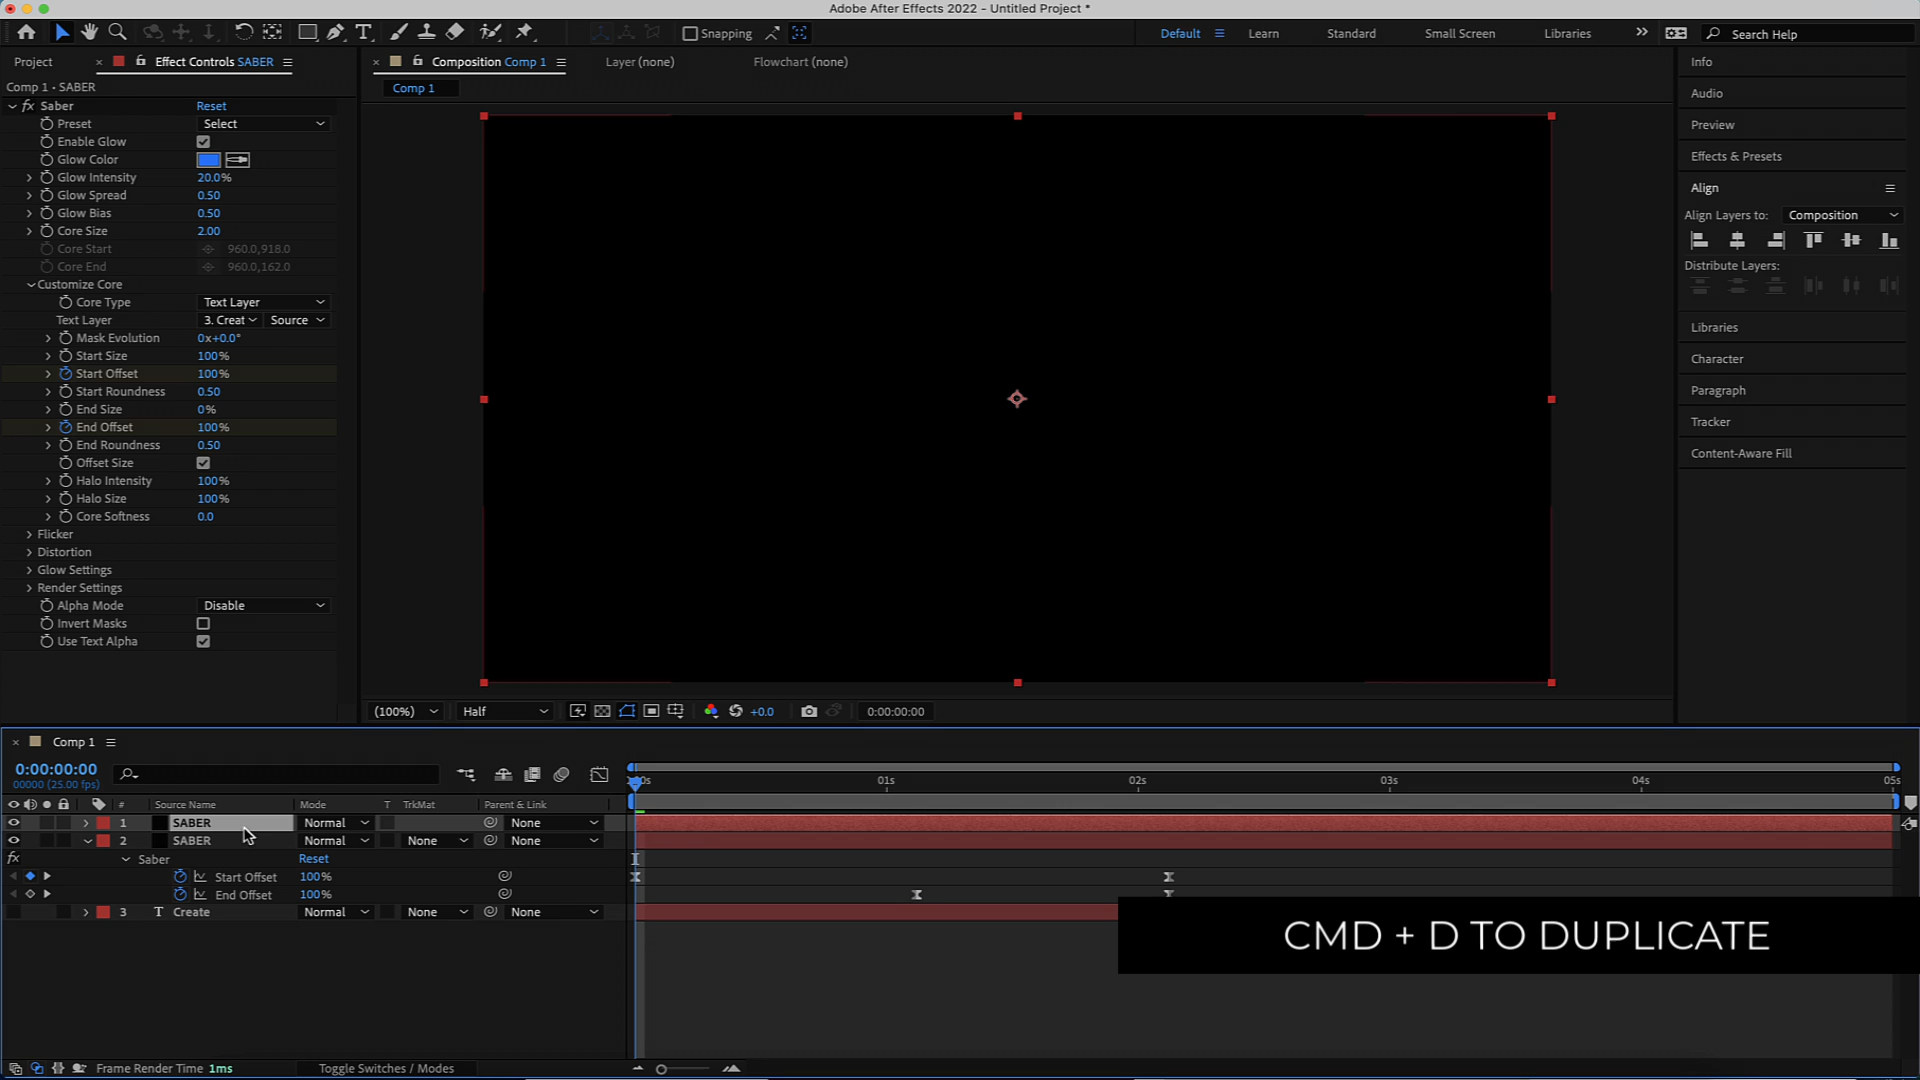 Adobe After Effects 2022 - Untitled Project *
Snapping
Default
Learn
Standard
Small Screen
Libraries
Search Help
Project
Effect Controls SABER
Composition Comp 1
Layer (none)
Flowchart (none)
Comp 1 • SABER
Comp 1
fx Saber Reset
Preset Select
Enable Glow
Glow Color
Glow Intensity 20.0%
Glow Spread 0.50
Glow Bias 0.50
Core Size 2.00
Core Start 960.0,918.0
Core End 960.0,162.0
Customize Core
Core Type Text Layer
Text Layer 3. Creat Source
Mask Evolution 0x+0.0°
Start Size 100%
Start Offset 100%
Start Roundness 0.50
End Size 0%
End Offset 100%
End Roundness 0.50
Offset Size
Halo Intensity 100%
Halo Size 100%
Core Softness 0.0
Flicker
Distortion
Glow Settings
Render Settings
Alpha Mode Disable
Invert Masks
Use Text Alpha
Info
Audio
Preview
Effects & Presets
Align
Align Layers to: Composition
Distribute Layers:
Libraries
Character
Paragraph
Tracker
Content-Aware Fill
(100%) Half +0.0 0:00:00:00
Comp 1
0:00:00:00
00000 (25.00 fps)
01s 02s 03s 04s 05s
# Source Name Mode T TrkMat Parent & Link
1 SABER Normal None
2 SABER Normal None None
fx Saber Reset
Start Offset 100%
End Offset 100%
3 T Create Normal None None
CMD + D TO DUPLICATE
Frame Render Time 1ms
Toggle Switches / Modes